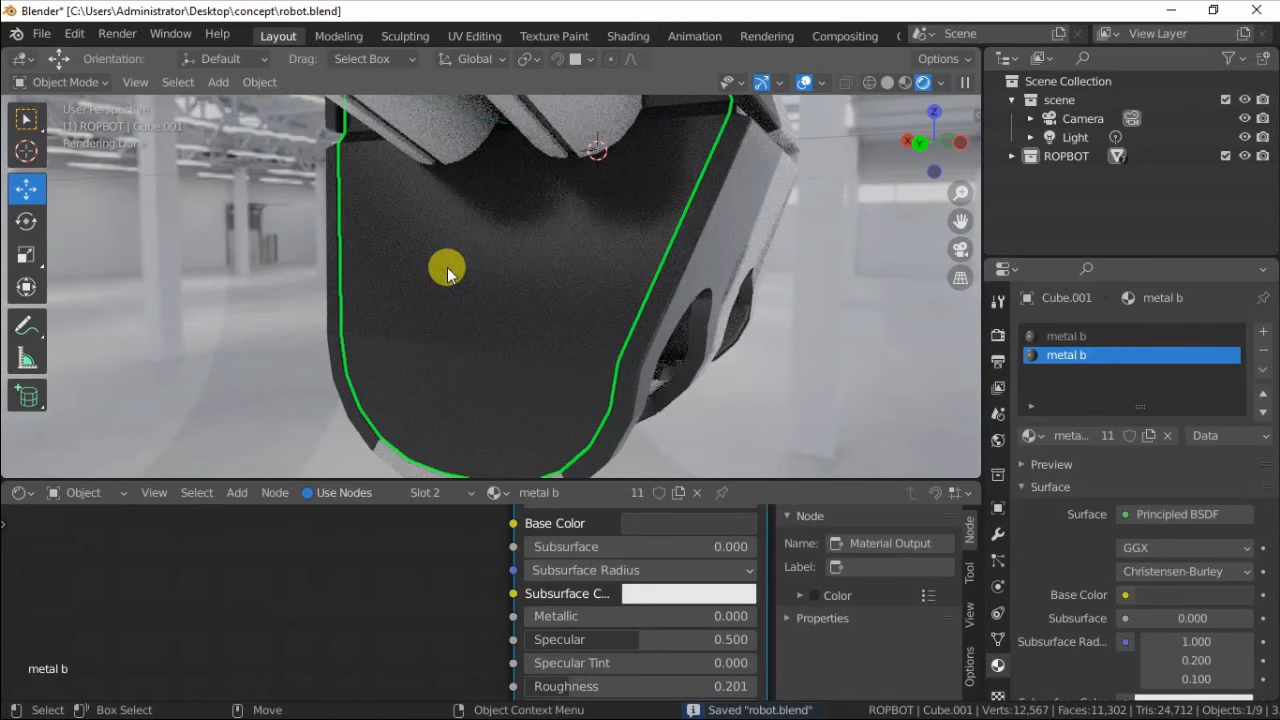 Blender* [C:\Users\Administrator\Desktop\concept\robot.blend]
File Edit Render Window Help Layout Modeling Sculpting UV Editing Texture Paint Shading Animation Rendering Compositing Scene View Layer
Orientation: Default Drag: Select Box Global Options
Object Mode View Select Add Object
User Perspective
(1) ROPBOT | Cube.001
Rendering Done
Z
X
Y
Scene Collection
scene
Camera
Light
ROPBOT
Cube.001 metal b
metal b
metal b
meta... 11 Data
Preview
Surface
Surface Principled BSDF
GGX
Christensen-Burley
Base Color
Subsurface 0.000
Subsurface Rad.. 1.000
0.200
0.100
Object View Select Add Node Use Nodes Slot 2 metal b 11
Base Color
Subsurface 0.000
Subsurface Radius
Subsurface C...
Metallic 0.000
Specular 0.500
Specular Tint 0.000
Roughness 0.201
metal b
Node
Name: Material Output
Label:
Color
Properties
Node
Tool
View
Options
Select Box Select Move Object Context Menu Saved "robot.blend" ROPBOT | Cube.001 | Verts:12,567 | Faces:11,302 | Tris:24,712 | Objects:1/9 | 3